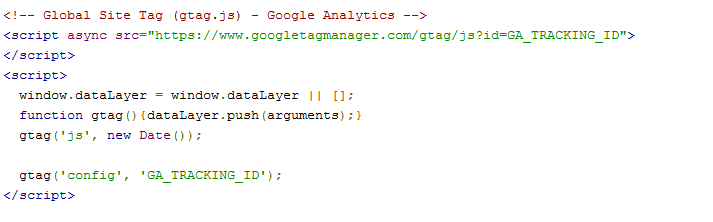 <!-- Global Site Tag (gtag.js) - Google Analytics -->
<script async src="https://www.googletagmanager.com/gtag/js?id=GA_TRACKING_ID">
</script>
<script>
  window.dataLayer = window.dataLayer || [];
  function gtag(){dataLayer.push(arguments);}
  gtag('js', new Date());

  gtag('config', 'GA_TRACKING_ID');
</script>